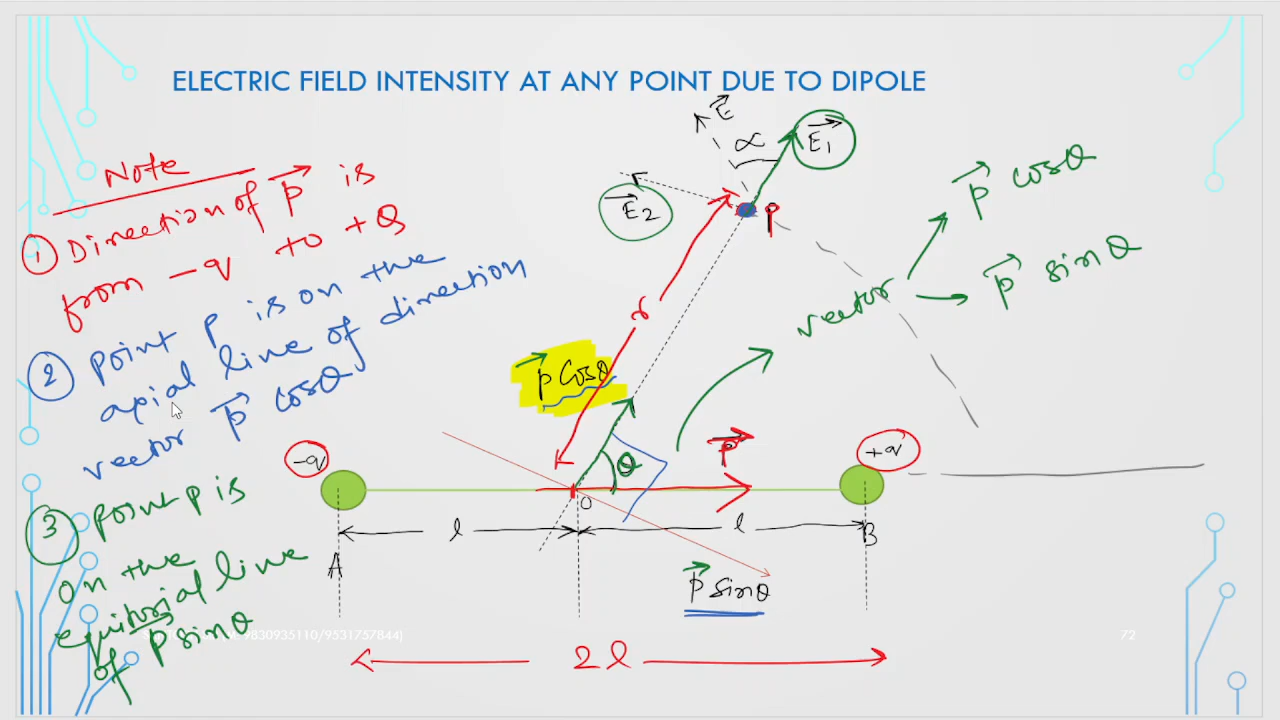 ELECTRIC FIELD INTENSITY AT ANY POINT DUE TO DIPOLE
Note
① Direction of p⃗ is
from -q to +Q
② point P is on the
axial line of direction
vector p⃗ cosθ
③ point p is
on the
equitorial line
of p⃗ sinθ
E⃗
α
E⃗₁
E⃗₂
P
r
p⃗ cosθ
θ
p⃗
vector
p⃗ cosθ
p⃗ sinθ
-q
+q
O
l
l
A
B
p⃗ sinθ
2l
9830935110/9531757844)
72